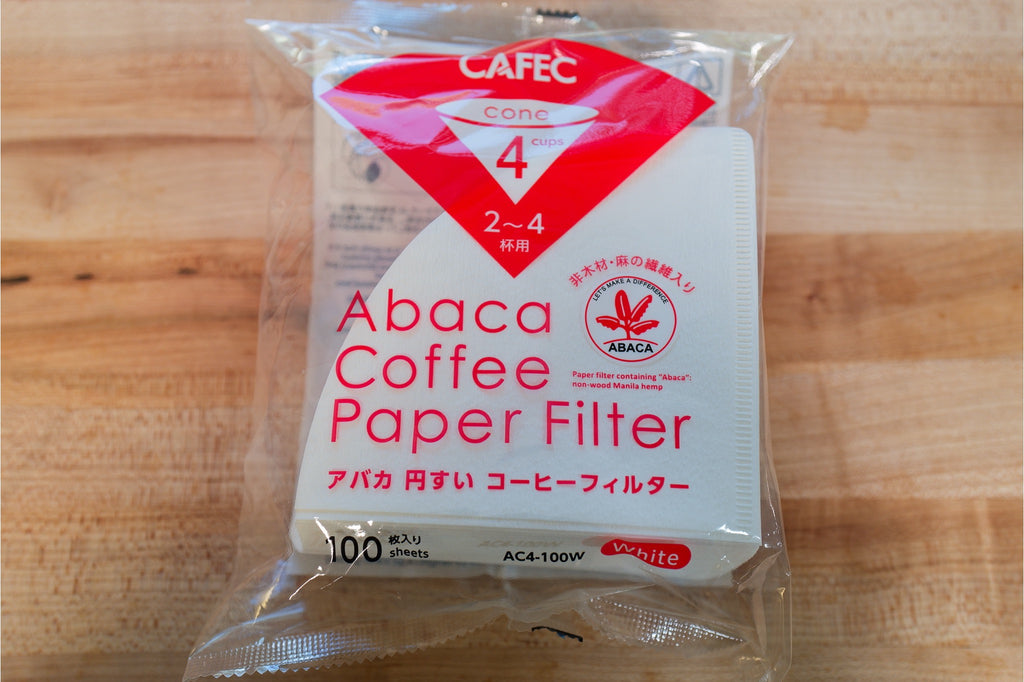 CAFEC
cone
4 cups
2～4
杯用
非木材・麻の繊維入り
LET'S MAKE A DIFFERENCE
ABACA
Paper filter containing "Abaca":
non-wood Manila hemp
Abaca
Coffee
Paper Filter
アバカ 円すい コーヒーフィルター
100 枚入り
sheets
AC4-100W
White